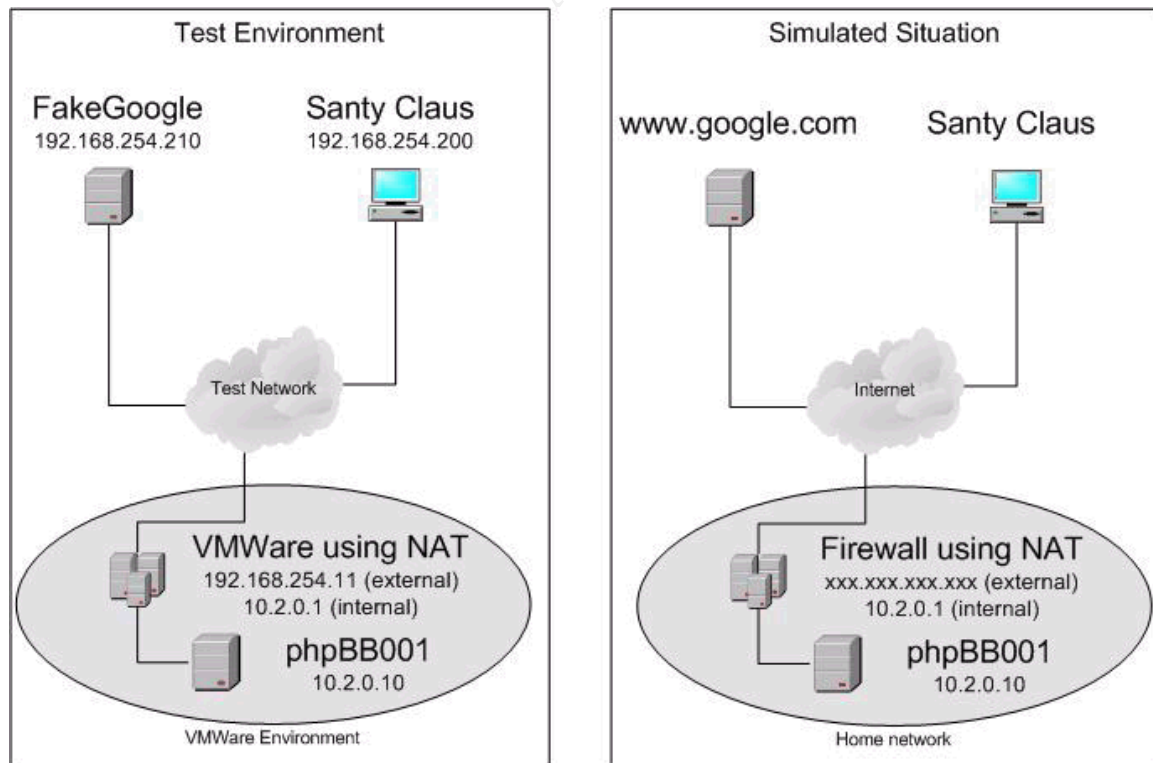 Test Environment
FakeGoogle
192.168.254.210
Santy Claus
192.168.254.200
Test Network
VMWare using NAT
192.168.254.11 (external)
10.2.0.1 (internal)
phpBB001
10.2.0.10
VMWare Environment
Simulated Situation
www.google.com
Santy Claus
Internet
Firewall using NAT
xxx.xxx.xxx.xxx (external)
10.2.0.1 (internal)
phpBB001
10.2.0.10
Home network